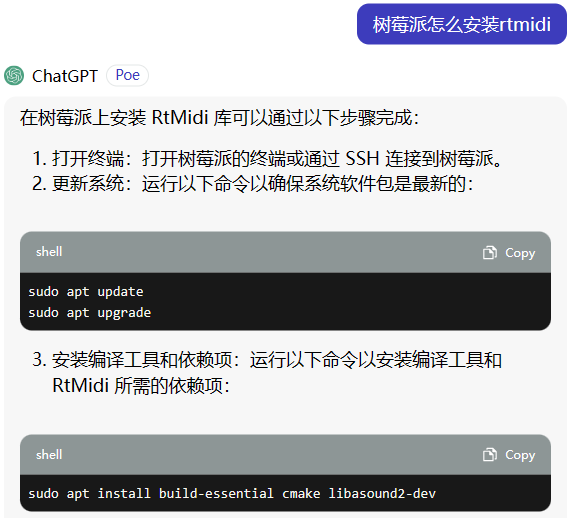 树莓派怎么安装rtmidi
ChatGPT Poe
在树莓派上安装 RtMidi 库可以通过以下步骤完成：
1. 打开终端：打开树莓派的终端或通过 SSH 连接到树莓派。
2. 更新系统：运行以下命令以确保系统软件包是最新的：
shell Copy
sudo apt update
sudo apt upgrade
3. 安装编译工具和依赖项：运行以下命令以安装编译工具和
RtMidi 所需的依赖项：
shell Copy
sudo apt install build-essential cmake libasound2-dev